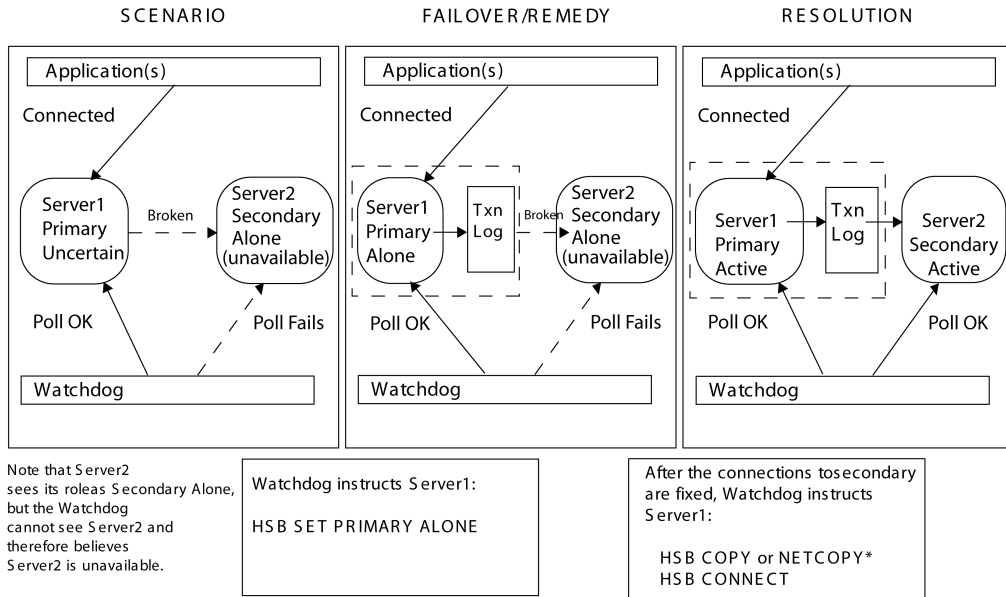 SCENARIO
FAILOVER/REMEDY
RESOLUTION
Application(s)
Connected
Server1
Primary
Uncertain
Broken
Server2
Secondary
Alone
(unavailable)
Poll OK
Poll Fails
Watchdog
Application(s)
Connected
Server1
Primary
Alone
Txn
Log
Broken
Server2
Secondary
Alone
(unavailable)
Poll OK
Poll Fails
Watchdog
Application(s)
Connected
Server1
Primary
Active
Txn
Log
Server2
Secondary
Active
Poll OK
Poll OK
Watchdog
Note that Server2
sees its roleas Secondary Alone,
but the Watchdog
cannot see Server2 and
therefore believes
Server2 is unavailable.
Watchdog instructs Server1:
HSB SET PRIMARY ALONE
After the connections tosecondary
are fixed, Watchdog instructs
Server1:
HSB COPY or NETCOPY*
HSB CONNECT